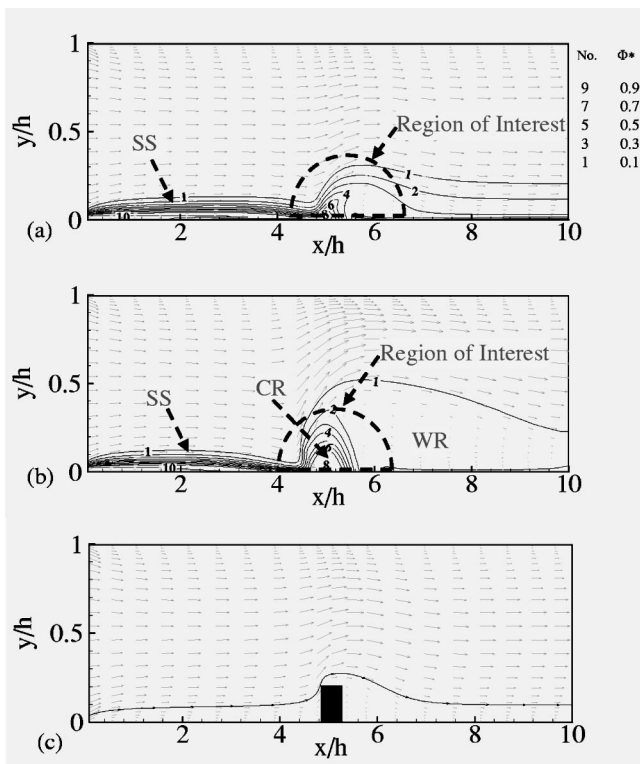 1
No. Φ*
9 0.9
7 0.7
5 0.5
3 0.3
1 0.1
y/h
0.5
Region of Interest
SS
1
1
2
4
6
8
10
0
2 4 6 8 10
(a)
x/h
1
y/h
0.5
Region of Interest
1
CR
2
SS
WR
1
4
6
8
10
0
2 4 6 8 10
(b)
x/h
1
y/h
0.5
0
2 4 6 8 10
(c)
x/h